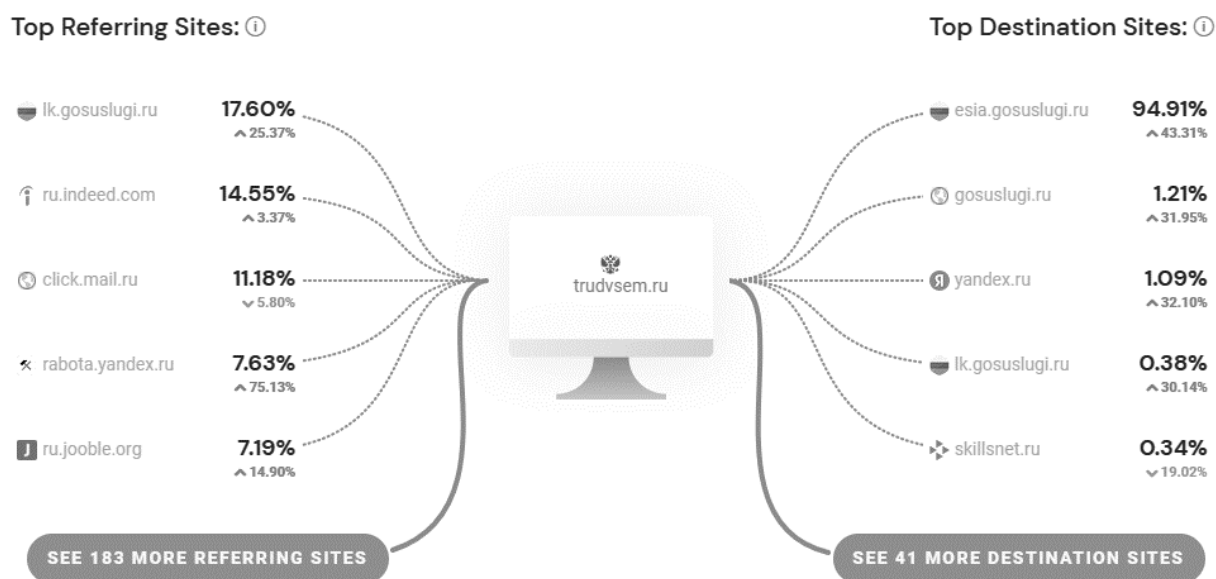 Top Referring Sites:
Top Destination Sites:
lk.gosuslugi.ru 17.60%
25.37%
ru.indeed.com 14.55%
3.37%
click.mail.ru 11.18%
5.80%
rabota.yandex.ru 7.63%
75.13%
J ru.jooble.org 7.19%
14.90%
SEE 183 MORE REFERRING SITES
trudvsem.ru
esia.gosuslugi.ru 94.91%
43.31%
gosuslugi.ru 1.21%
31.95%
Я yandex.ru 1.09%
32.10%
lk.gosuslugi.ru 0.38%
30.14%
skillsnet.ru 0.34%
19.02%
SEE 41 MORE DESTINATION SITES